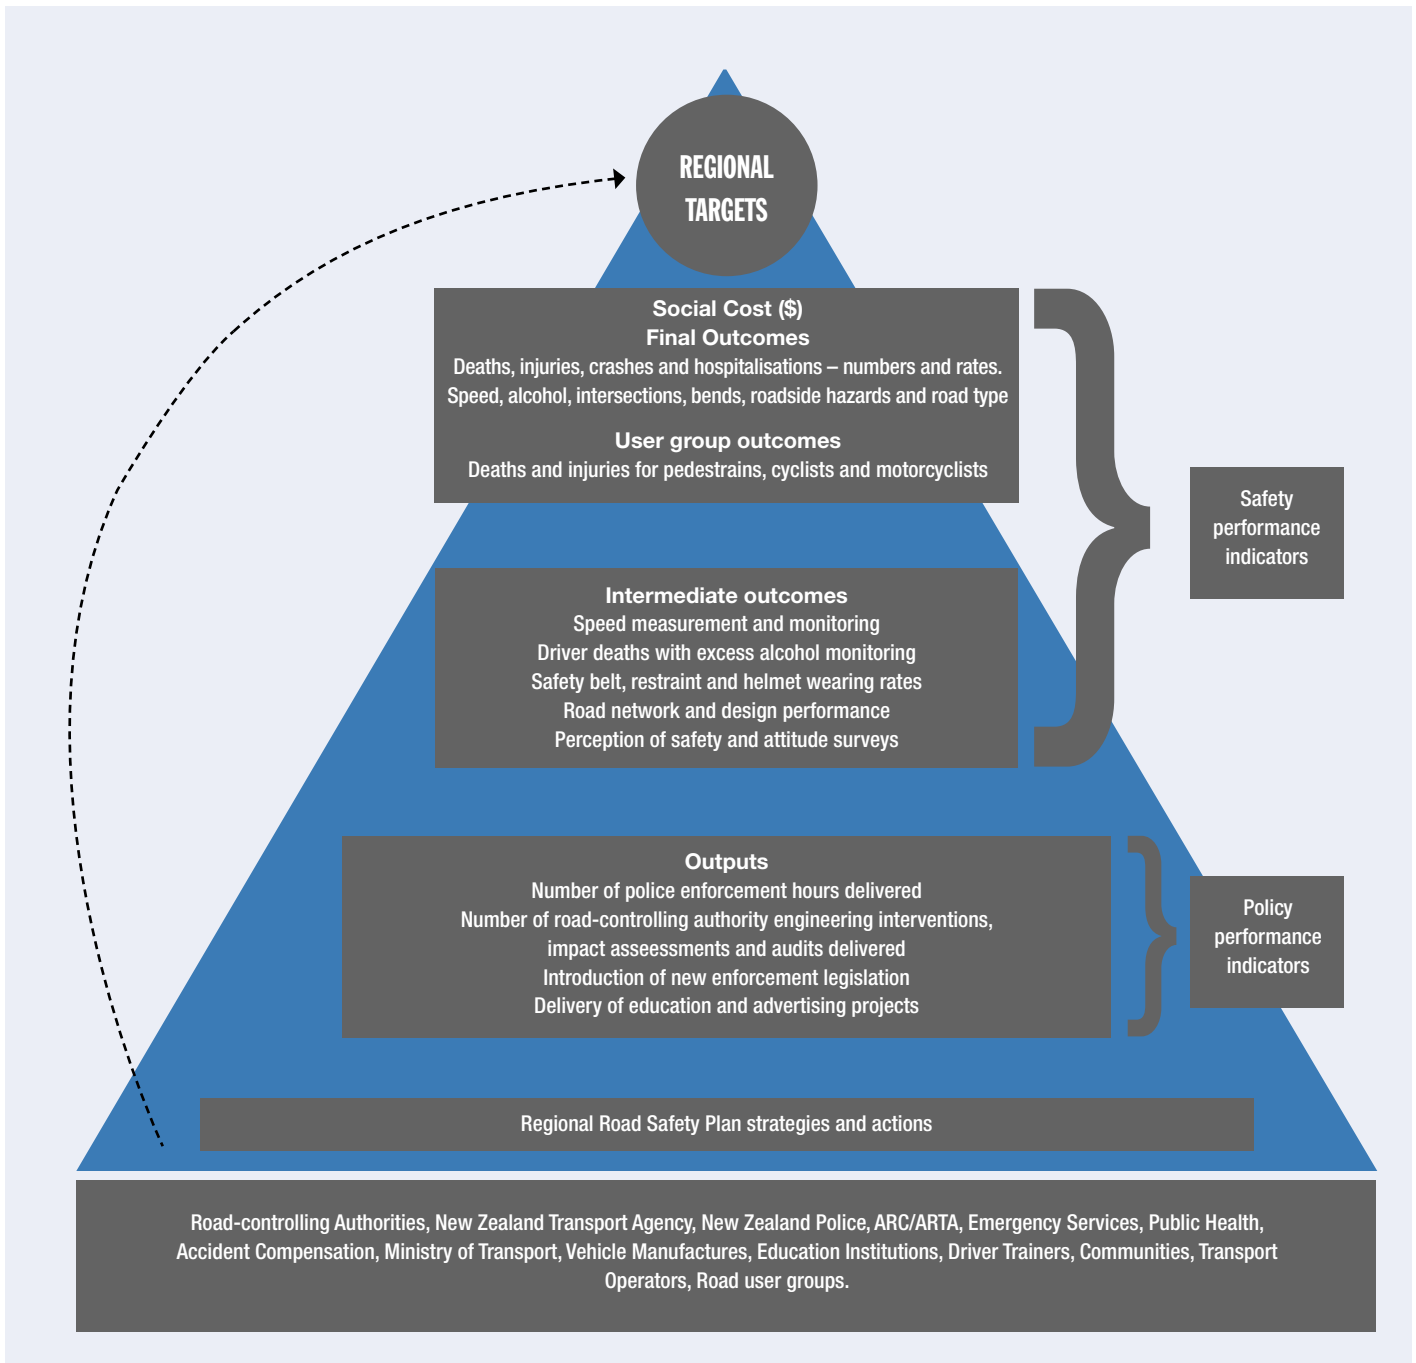 REGIONAL
TARGETS
Social Cost ($)
Final Outcomes
Deaths, injuries, crashes and hospitalisations – numbers and rates.
Speed, alcohol, intersections, bends, roadside hazards and road type
User group outcomes
Deaths and injuries for pedestrains, cyclists and motorcyclists
Safety
performance
indicators
Intermediate outcomes
Speed measurement and monitoring
Driver deaths with excess alcohol monitoring
Safety belt, restraint and helmet wearing rates
Road network and design performance
Perception of safety and attitude surveys
Outputs
Number of police enforcement hours delivered
Number of road-controlling authority engineering interventions,
impact asseessments and audits delivered
Introduction of new enforcement legislation
Delivery of education and advertising projects
Policy
performance
indicators
Regional Road Safety Plan strategies and actions
Road-controlling Authorities, New Zealand Transport Agency, New Zealand Police, ARC/ARTA, Emergency Services, Public Health,
Accident Compensation, Ministry of Transport, Vehicle Manufactures, Education Institutions, Driver Trainers, Communities, Transport
Operators, Road user groups.